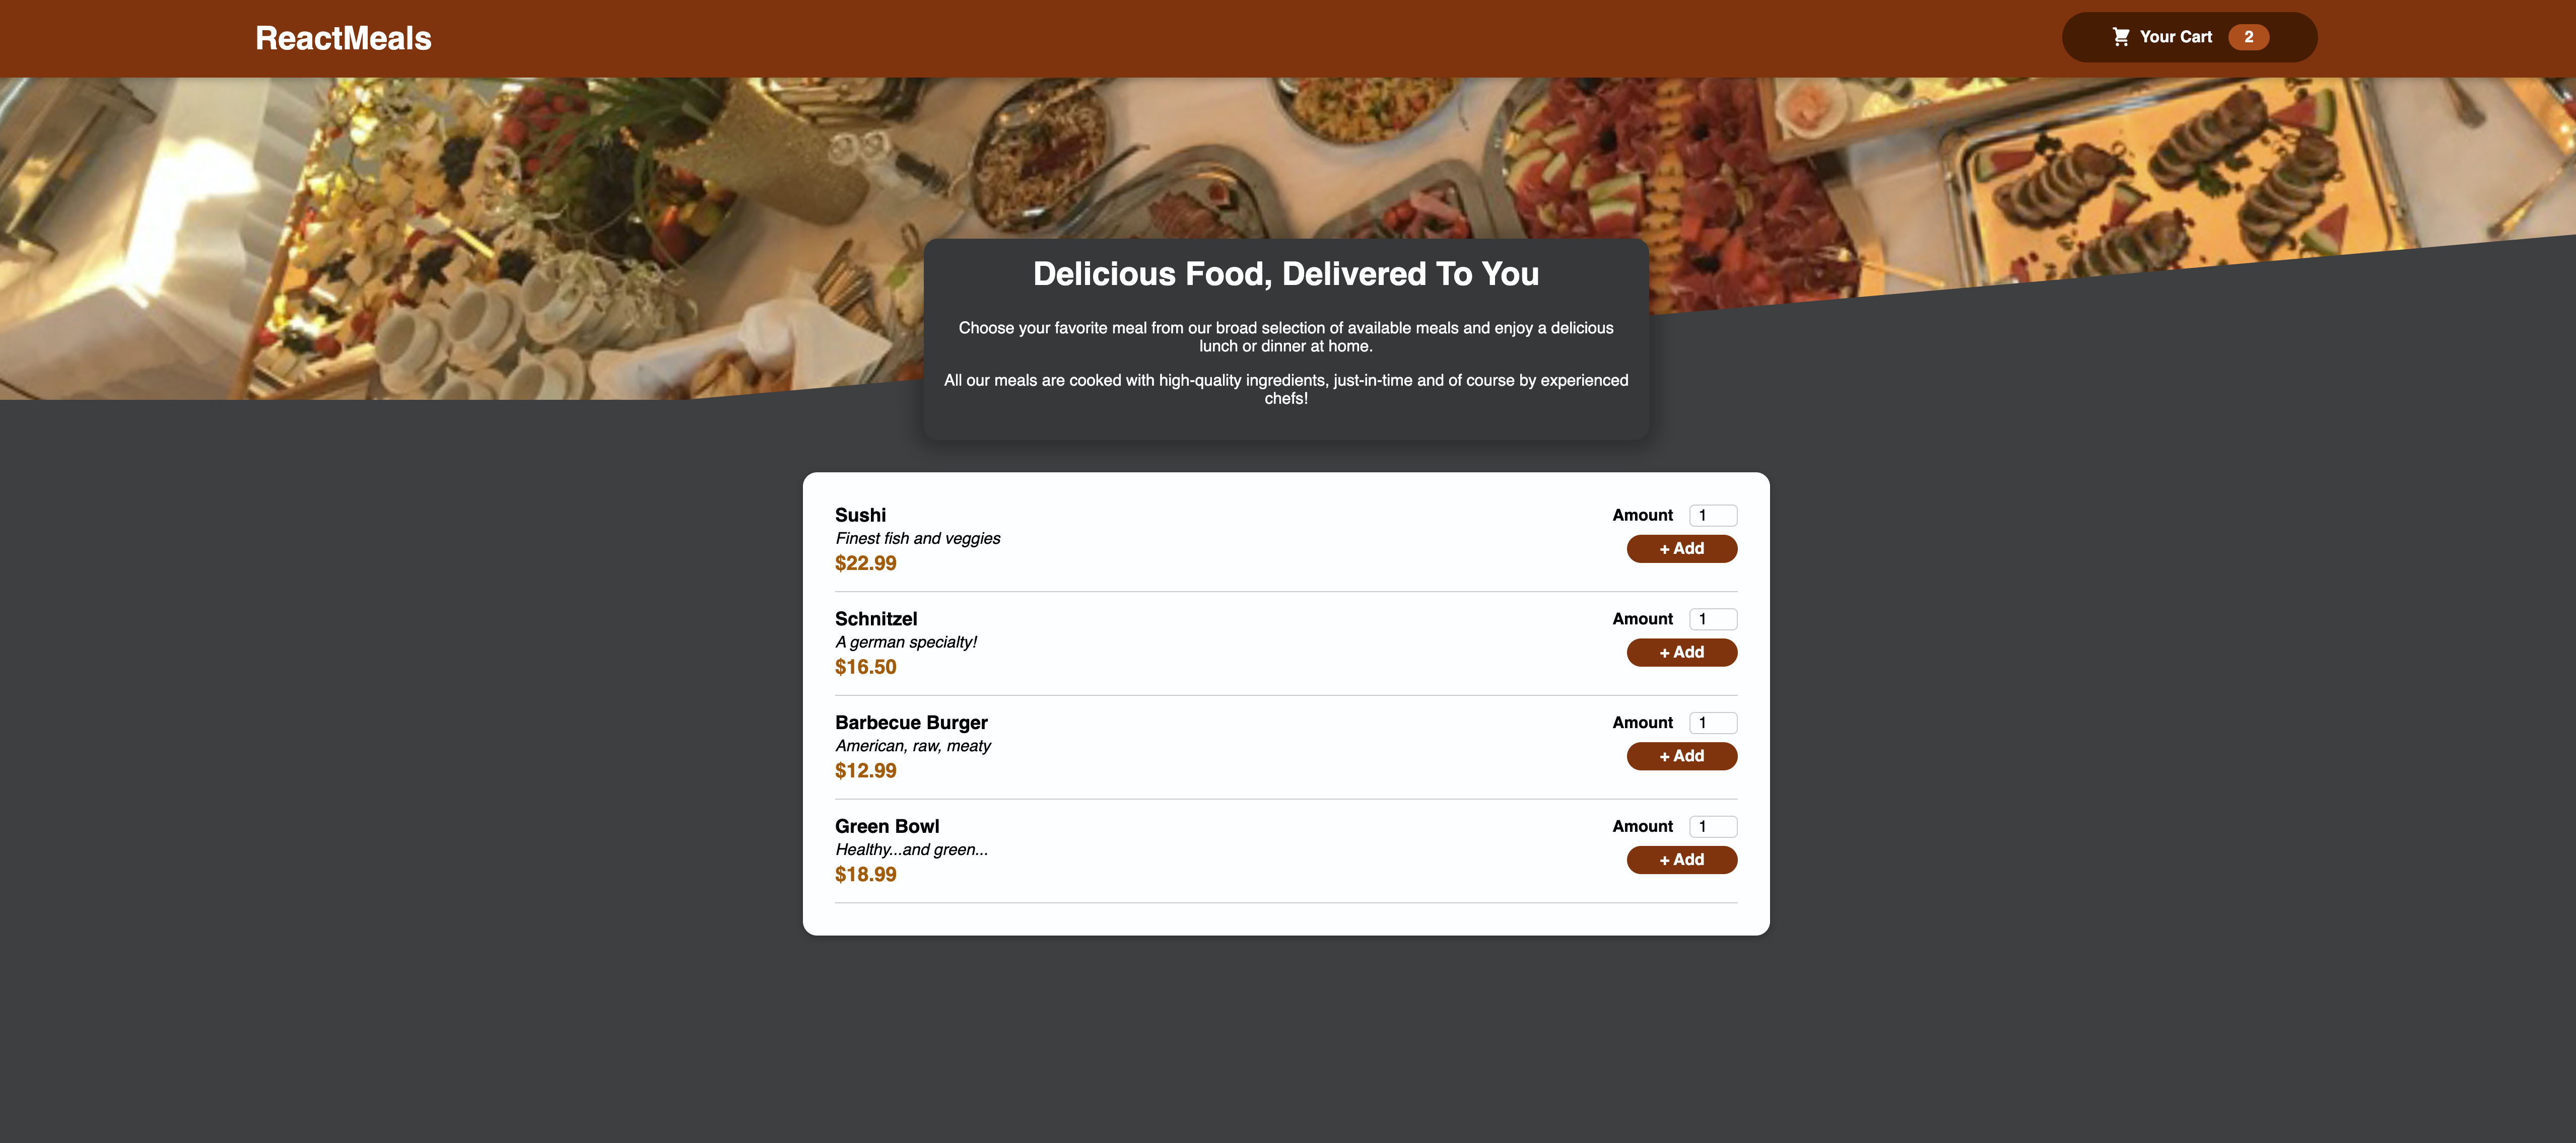 ReactMeals
Your Cart 2
Delicious Food, Delivered To You
Choose your favorite meal from our broad selection of available meals and enjoy a delicious
lunch or dinner at home.
All our meals are cooked with high-quality ingredients, just-in-time and of course by experienced
chefs!
Sushi
Finest fish and veggies
$22.99
Amount 1
+ Add
Schnitzel
A german specialty!
$16.50
Amount 1
+ Add
Barbecue Burger
American, raw, meaty
$12.99
Amount 1
+ Add
Green Bowl
Healthy...and green...
$18.99
Amount 1
+ Add